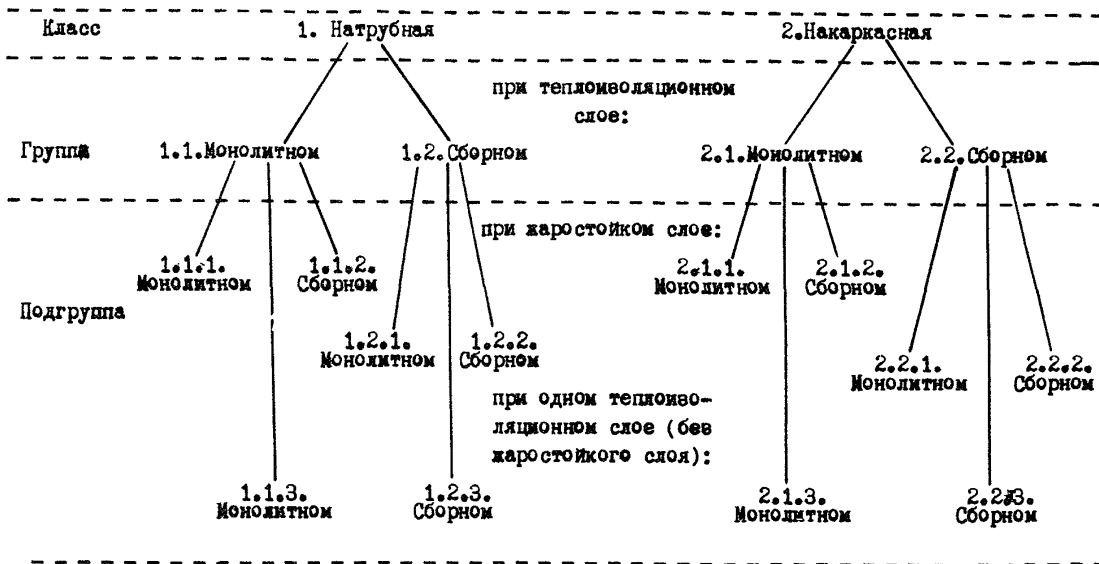 Класс 1. Натрубная 2.Накаркасная
при теплоизоляционном
слое:
Группа 1.1.Монолитном 1.2.Сборном 2.1.Монолитном 2.2.Сборном
при жаростойком слое:
1.1.1. 1.1.2. 2.1.1. 2.1.2.
Монолитном Сборном Монолитном Сборном
Подгруппа
1.2.1. 1.2.2. 2.2.1. 2.2.2.
Монолитном Сборном Монолитном Сборном
при одном теплоизо-
ляционном слое (без
жаростойкого слоя):
1.1.3. 1.2.3. 2.1.3. 2.2.3.
Монолитном Сборном Монолитном Сборном